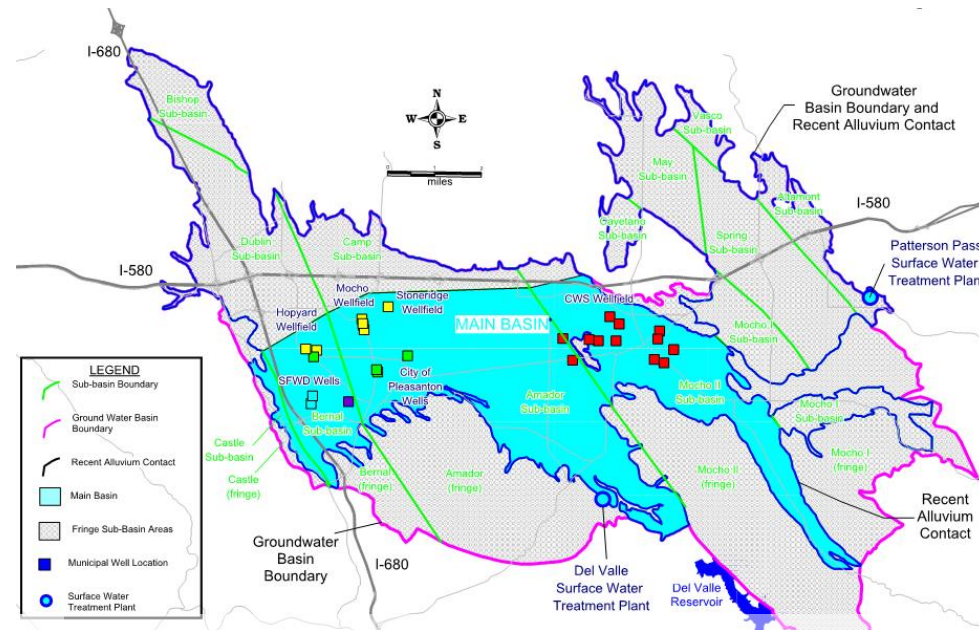 I-680
Bishop
Sub-basin
N
W
E
S
miles
Groundwater
Basin Boundary and
Recent Alluvium Contact
Vasco
Sub-basin
May
Sub-basin
Altamont
Sub-basin
I-580
Cayetano
Sub-basin
Spring
Sub-basin
Dublin
Sub-basin
Camp
Sub-basin
Patterson Pass
Surface Water
Treatment Plant
I-580
Mocho
Wellfield
Stoneridge
Wellfield
CWS Wellfield
Hopyard
Wellfield
MAIN BASIN
Mocho I
Sub-basin
SFWD Wells
City of
Pleasanton
Wells
Amador
Sub-basin
Mocho II
Sub-basin
Bernal
Sub-basin
Castle
Sub-basin
Castle
(fringe)
Bernal
(fringe)
Amador
(fringe)
Mocho II
(fringe)
Mocho I
(fringe)
Recent
Alluvium
Contact
Groundwater
Basin
Boundary
I-680
Del Valle
Surface Water
Treatment Plant
Del Valle
Reservoir
LEGEND
Sub-basin Boundary
Ground Water Basin
Boundary
Recent Alluvium Contact
Main Basin
Fringe Sub-Basin Areas
Municipal Well Location
Surface Water
Treatment Plant